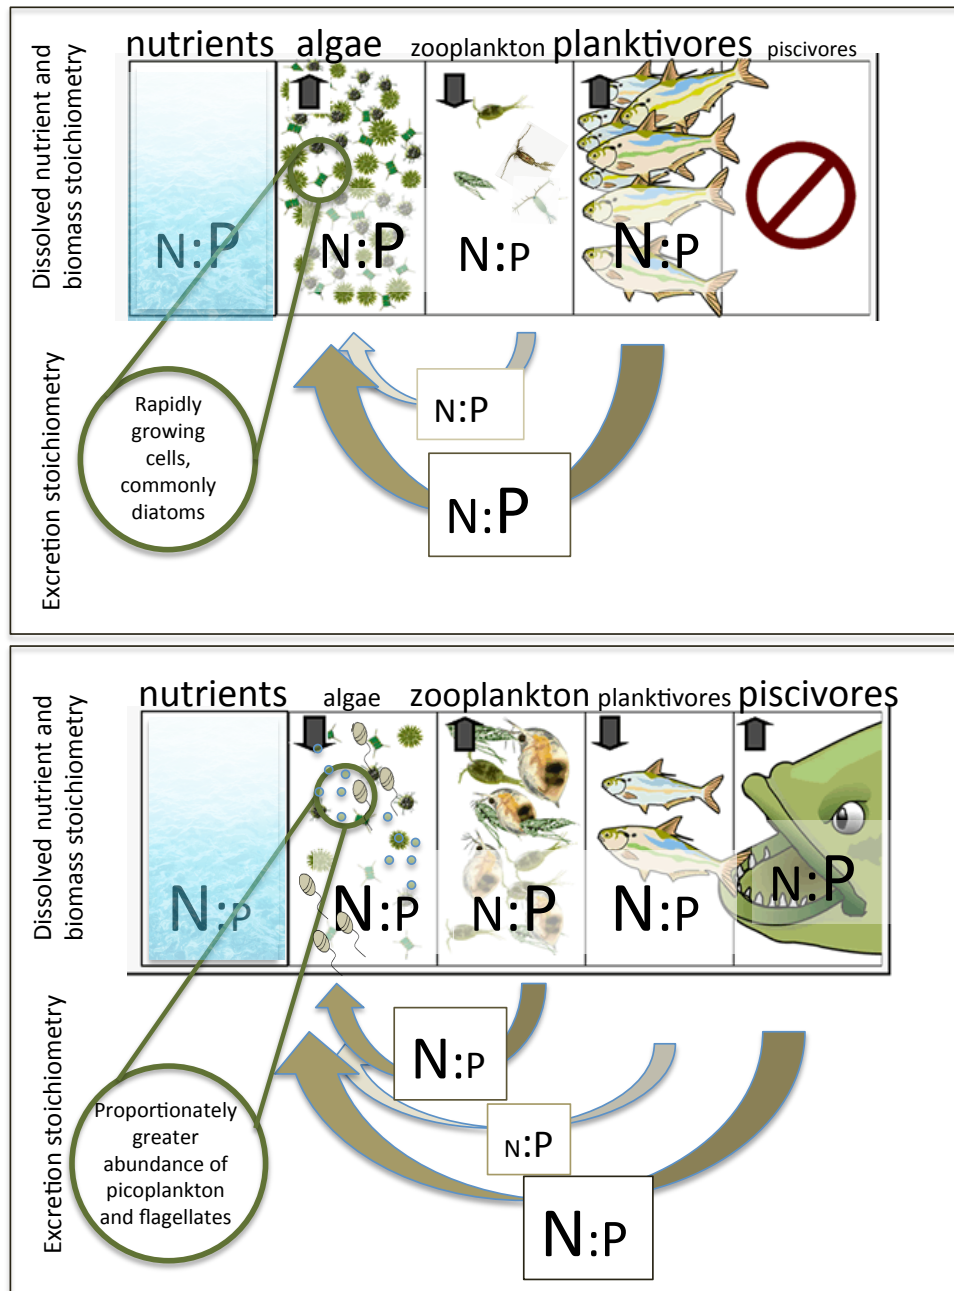 nutrients algae zooplankton planktivores piscivores
Dissolved nutrient and
biomass stoichiometry
N:P N:P N:P N:P
Excretion stoichiometry
N:P
N:P
Rapidly
growing
cells,
commonly
diatoms
nutrients algae zooplankton planktivores piscivores
Dissolved nutrient and
biomass stoichiometry
N:P N:P N:P N:P N:P
Excretion stoichiometry
N:P
N:P
N:P
Proportionately
greater
abundance of
picoplankton
and flagellates